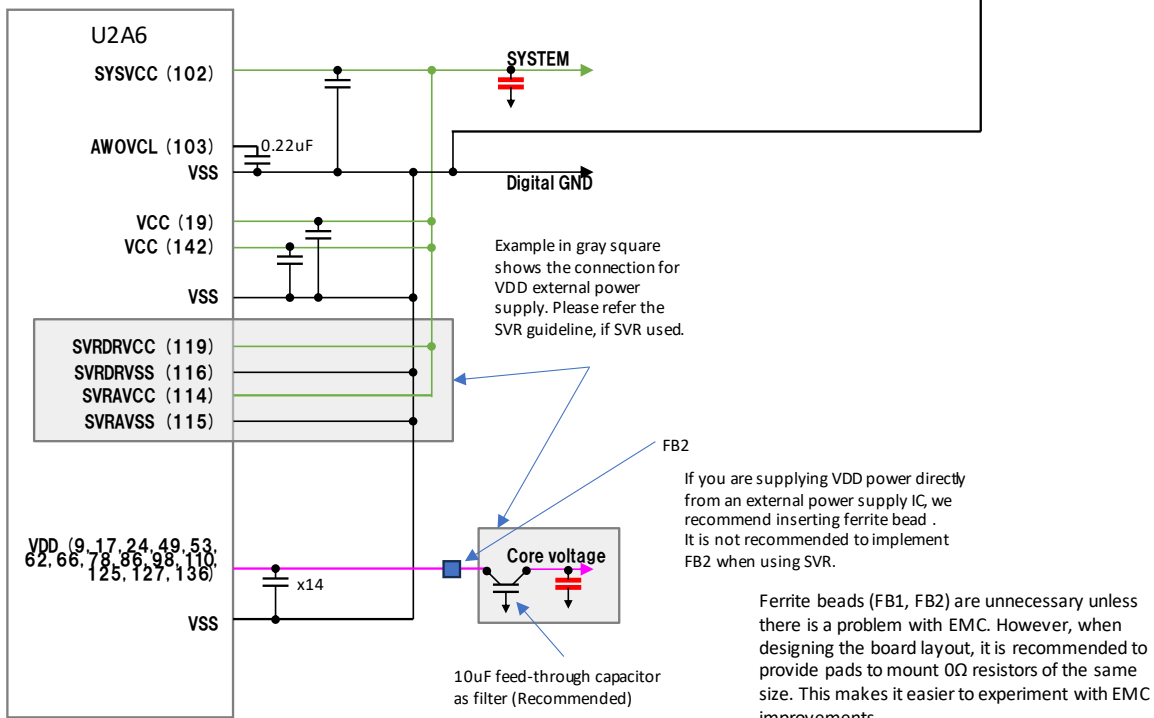 U2A6
SYSVCC (102)
SYSTEM
AWOVCL (103)
0.22uF
VSS
Digital GND
VCC (19)
VCC (142)
VSS
Example in gray square
shows the connection for
VDD external power
supply. Please refer the
SVR guideline, if SVR used.
SVRDRVCC (119)
SVRDRVSS (116)
SVRAVCC (114)
SVRAVSS (115)
FB2
If you are supplying VDD power directly
from an external power supply IC, we
recommend inserting ferrite bead .
It is not recommended to implement
FB2 when using SVR.
VDD (9, 17, 24, 49, 53,
62, 66, 78, 86, 98, 110,
125, 127, 136)
Core voltage
x14
VSS
10uF feed-through capacitor
as filter (Recommended)
Ferrite beads (FB1, FB2) are unnecessary unless
there is a problem with EMC. However, when
designing the board layout, it is recommended to
provide pads to mount 0Ω resistors of the same
size. This makes it easier to experiment with EMC
improvements